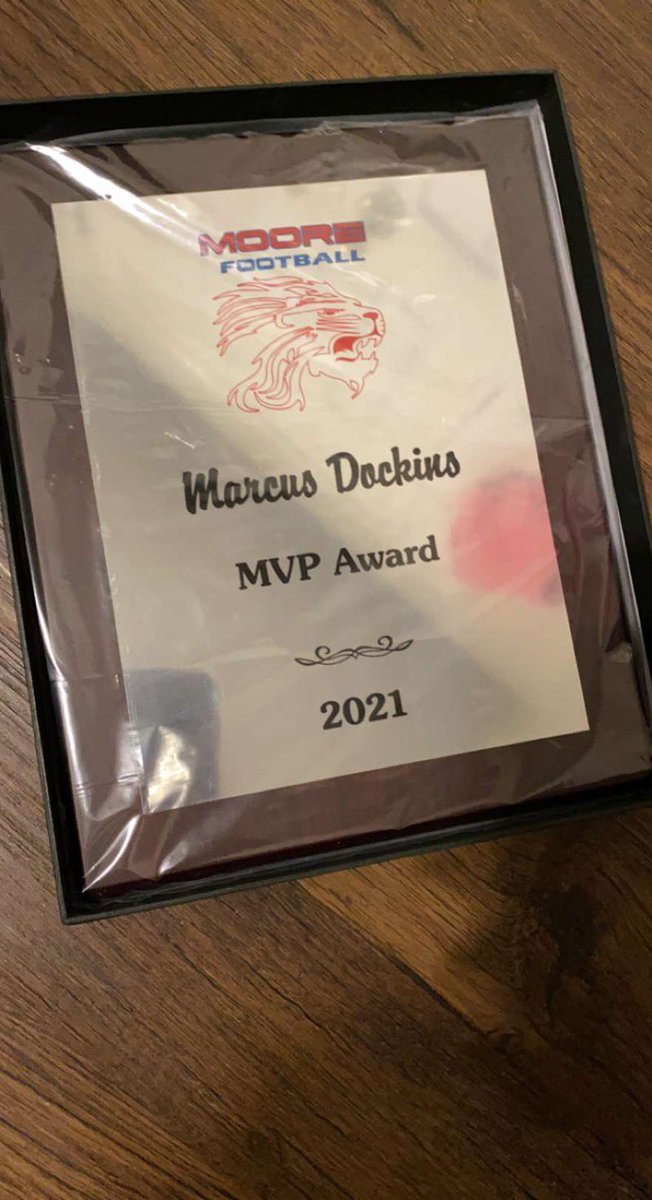 MOORE
FOOTBALL
Marcus Dockins
MVP Award
2021